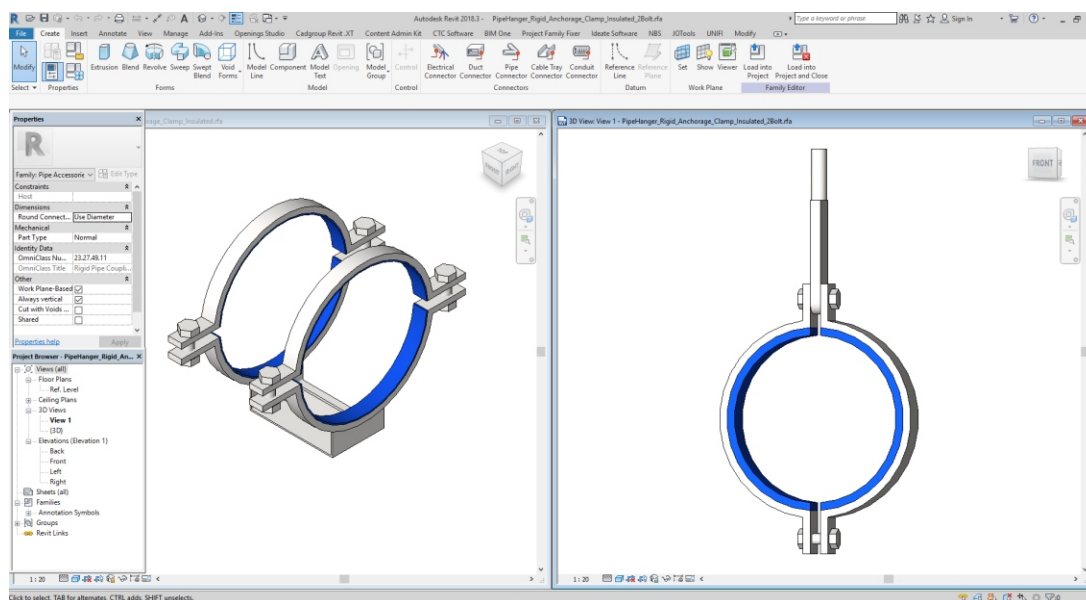 Autodesk Revit 2018.3 - PipeHanger_Rigid_Anchorage_Clamp_Insulated_2Bolt.rfa
Type a keyword or phrase
Sign In
File Create Insert Annotate View Manage Add-Ins Openings Studio Cadgroup Revit .XT Content Admin Kit CTC Software BIM One Project Family Fixer Ideate Software NBS JOTools UNIFI Modify
Modify Extrusion Blend Revolve Sweep Swept Blend Void Forms Model Line Component Model Text Opening Model Group Control Electrical Connector Duct Connector Pipe Connector Cable Tray Connector Conduit Connector Reference Line Reference Plane Set Show Viewer Load into Project Load into Project and Close
Select Properties Forms Model Control Connectors Datum Work Plane Family Editor
Properties
rage_Clamp_Insulated.rfa
3D View: View 1 - PipeHanger_Rigid_Anchorage_Clamp_Insulated_2Bolt.rfa
R
Family: Pipe Accessorie Edit Type
Constraints
Host
Dimensions
Round Connect... Use Diameter
Mechanical
Part Type Normal
Identity Data
OmniClass Nu... 23.27.49.11
OmniClass Title Rigid Pipe Coupli...
Other
Work Plane-Based
Always vertical
Cut with Voids ...
Shared
Properties help Apply
Project Browser - PipeHanger_Rigid_An...
Views (all)
Floor Plans
Ref. Level
Ceiling Plans
3D Views
View 1
{3D}
Elevations (Elevation 1)
Back
Front
Left
Right
Sheets (all)
Families
Annotation Symbols
Groups
Revit Links
TOP
FRONT
RIGHT
FRONT
1 : 20
1 : 20
Click to select, TAB for alternates, CTRL adds, SHIFT unselects.
:0